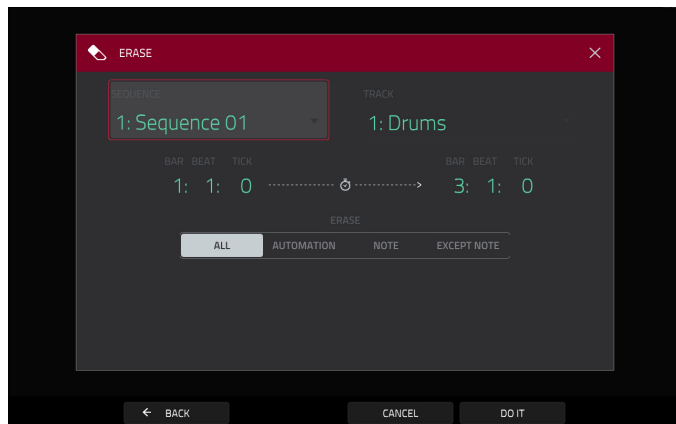 ERASE
SEQUENCE TRACK
1: Sequence 01 1: Drums
BAR BEAT TICK BAR BEAT TICK
1: 1: 0 3: 1: 0
ERASE
ALL AUTOMATION NOTE EXCEPT NOTE
BACK CANCEL DO IT